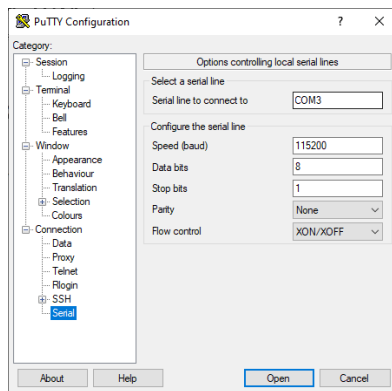 PuTTY Configuration
?
Category:
Session
Logging
Terminal
Keyboard
Bell
Features
Window
Appearance
Behaviour
Translation
Selection
Colours
Connection
Data
Proxy
Telnet
Rlogin
SSH
Serial
Options controlling local serial lines
Select a serial line
Serial line to connect to COM3
Configure the serial line
Speed (baud) 115200
Data bits 8
Stop bits 1
Parity None
Flow control XON/XOFF
About Help Open Cancel